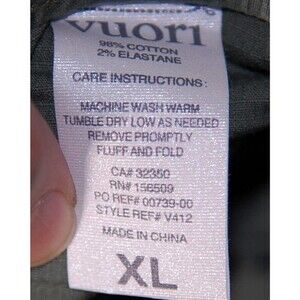 vuori
98% COTTON
2% ELASTANE
CARE INSTRUCTIONS:
MACHINE WASH WARM
TUMBLE DRY LOW AS NEEDED
REMOVE PROMPTLY
FLUFF AND FOLD
CA# 32350
RN# 156509
PO REF# 00739-00
STYLE REF# V412
MADE IN CHINA
XL